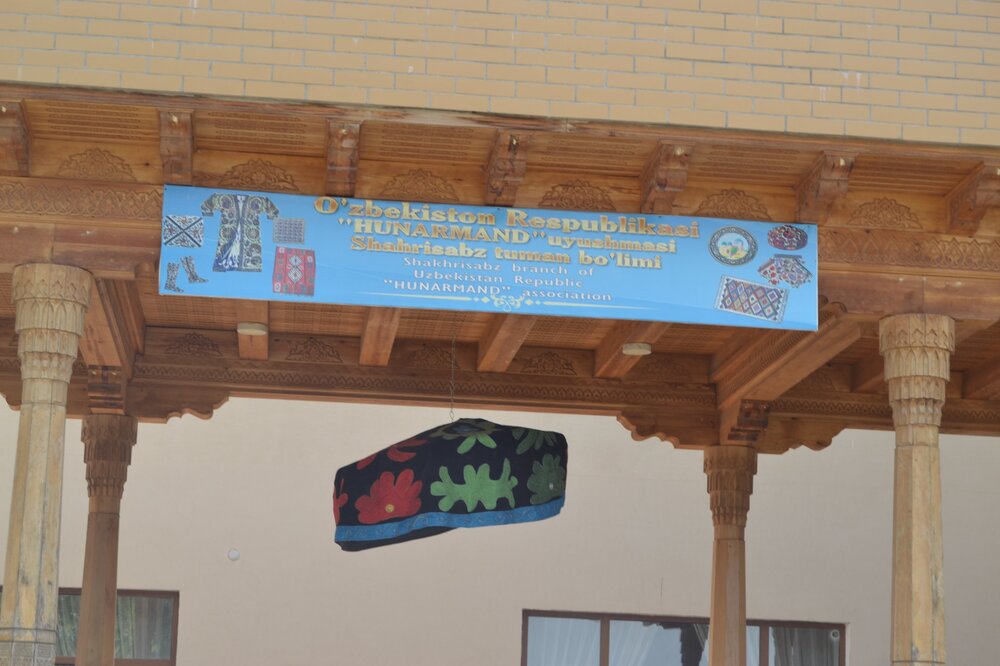 O'zbekiston Respublikasi
"HUNARMAND" uyushmasi
Shahrisabz tuman bo'limi
Shakhrisabz branch of
Uzbekistan Republic
"HUNARMAND" association